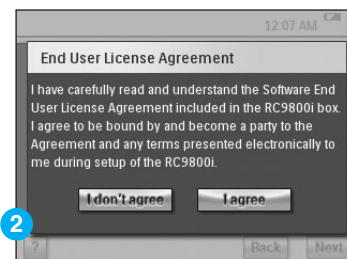 12:07 AM
End User License Agreement
I have carefully read and understand the Software End
User License Agreement included in the RC9800i box.
I agree to be bound by and become a party to the
Agreement and any terms presented electronically to
me during setup of the RC9800i.
I don't agree
I agree
2
?
Back
Next